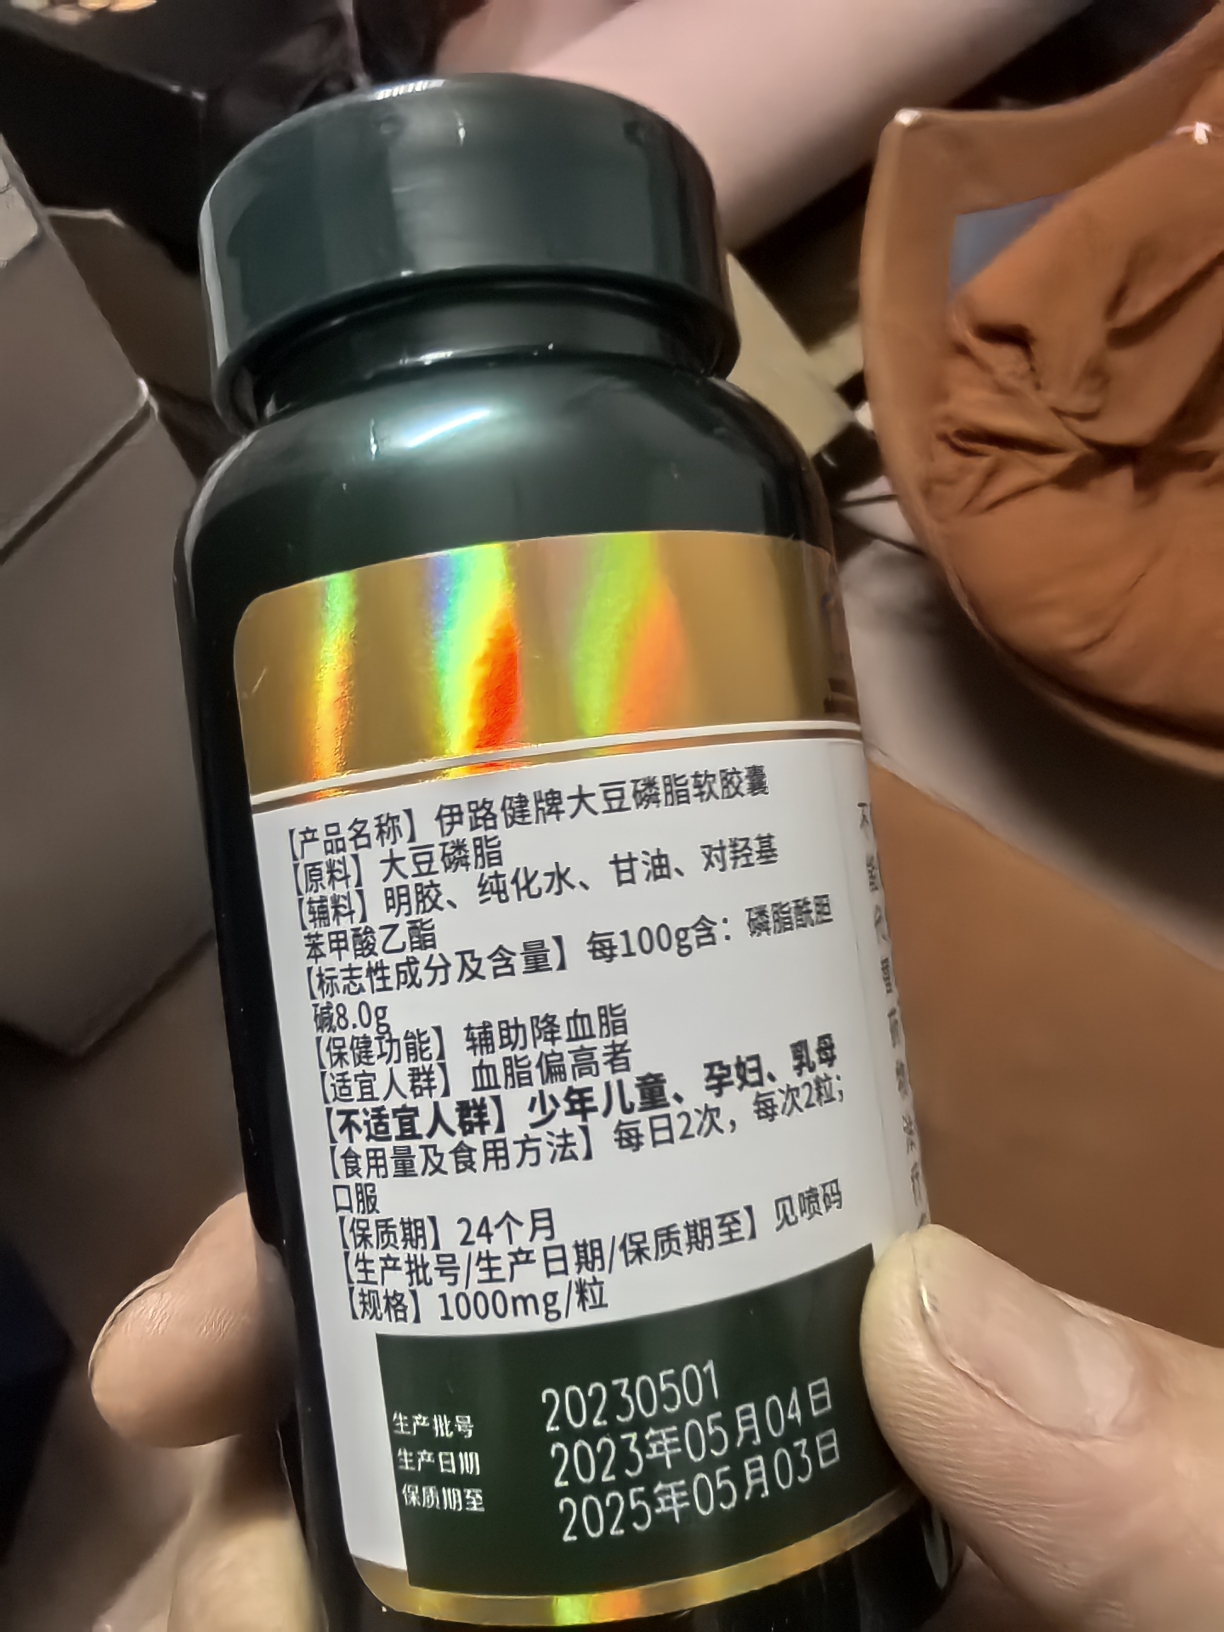 【产品名称】伊路健牌大豆磷脂软胶囊
【原料】大豆磷脂
【辅料】明胶、纯化水、甘油、对羟基
苯甲酸乙酯
【标志性成分及含量】每100g含：磷脂酰胆
碱8.0g
【保健功能】辅助降血脂
【适宜人群】血脂偏高者
【不适宜人群】少年儿童、孕妇、乳母
【食用量及食用方法】每日2次，每次2粒；
口服
【保质期】24个月
【生产批号/生产日期/保质期至】见喷码
【规格】1000mg/粒
生产批号 20230501
生产日期 2023年05月04日
保质期至 2025年05月03日